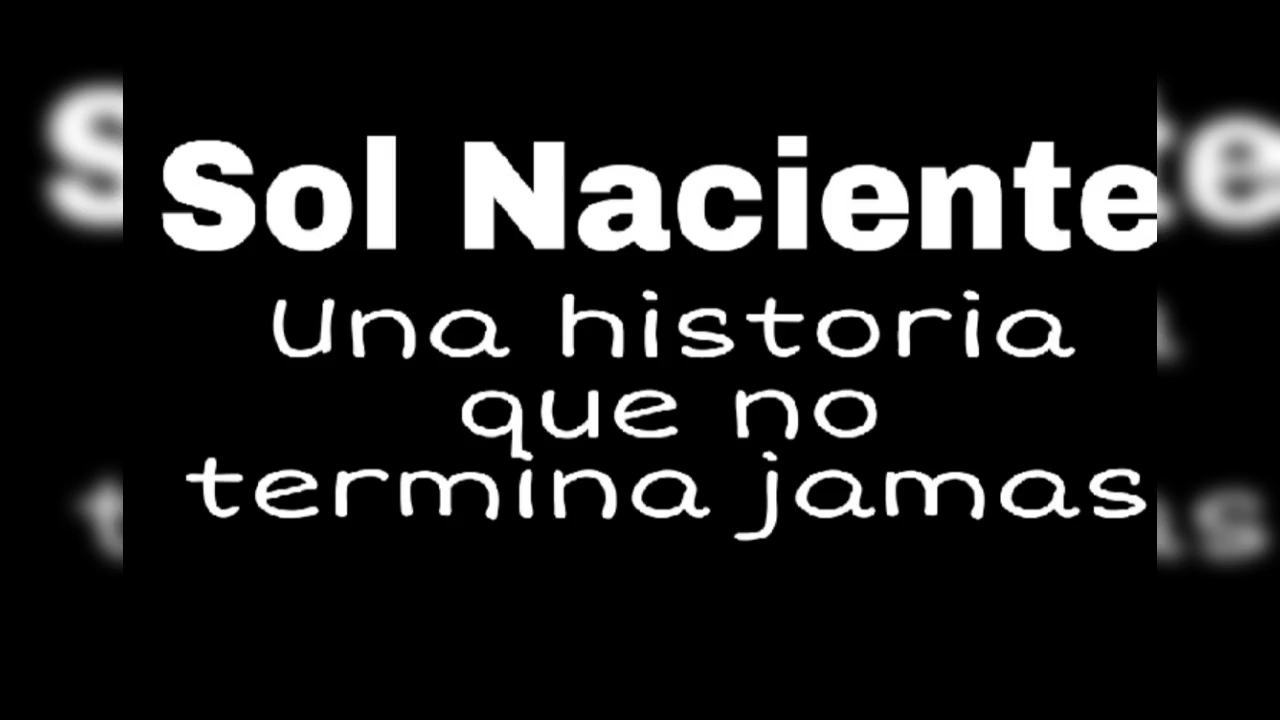 Sol Naciente
Una historia
que no
termina jamas